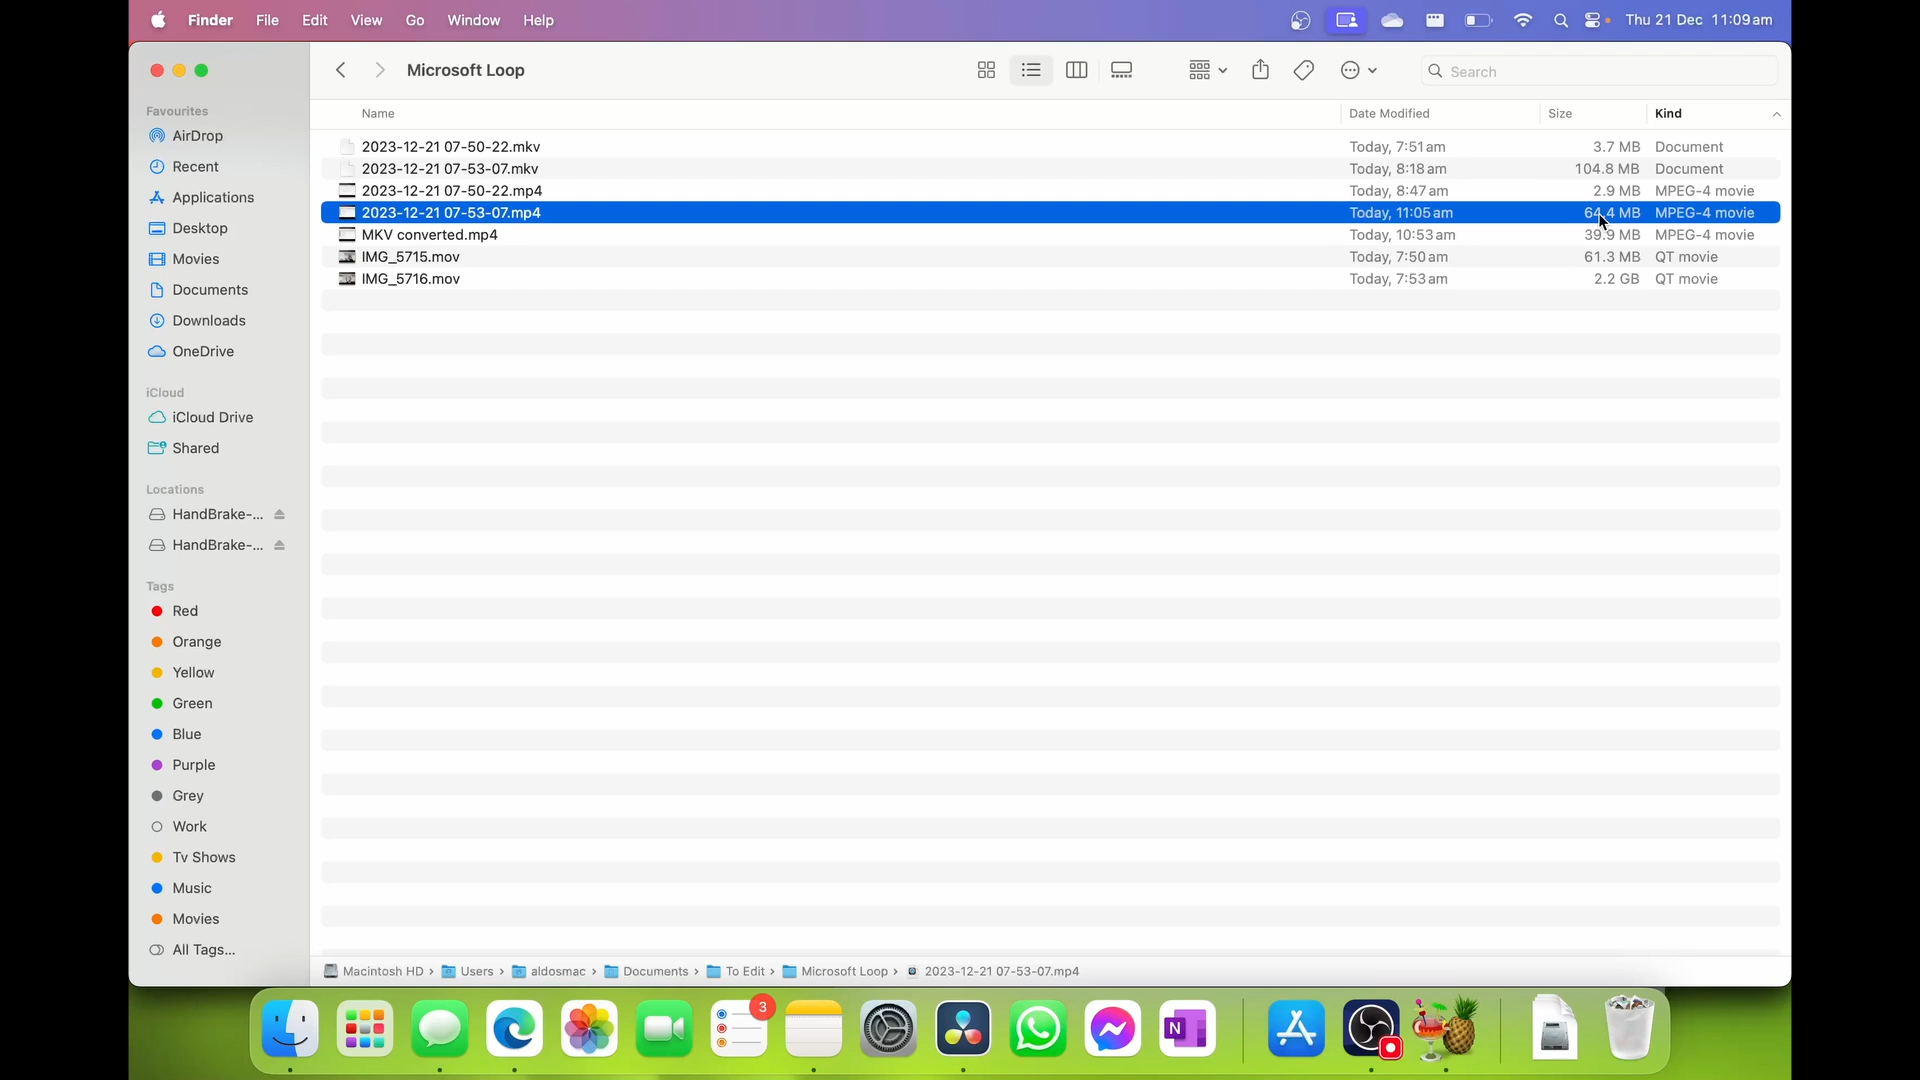 Finder File Edit View Go Window Help Thu 21 Dec 11:09 am
Microsoft Loop
Search
Name Date Modified Size Kind
2023-12-21 07-50-22.mkv Today, 7:51 am 3.7 MB Document
2023-12-21 07-53-07.mkv Today, 8:18 am 104.8 MB Document
2023-12-21 07-50-22.mp4 Today, 8:47 am 2.9 MB MPEG-4 movie
2023-12-21 07-53-07.mp4 Today, 11:05 am 64.4 MB MPEG-4 movie
MKV converted.mp4 Today, 10:53 am 39.9 MB MPEG-4 movie
IMG_5715.mov Today, 7:50 am 61.3 MB QT movie
IMG_5716.mov Today, 7:53 am 2.2 GB QT movie
Favourites
AirDrop
Recent
Applications
Desktop
Movies
Documents
Downloads
OneDrive
iCloud
iCloud Drive
Shared
Locations
HandBrake-...
HandBrake-...
Tags
Red
Orange
Yellow
Green
Blue
Purple
Grey
Work
Tv Shows
Music
Movies
All Tags...
Macintosh HD › Users › aldosmac › Documents › To Edit › Microsoft Loop › 2023-12-21 07-53-07.mp4
3
N